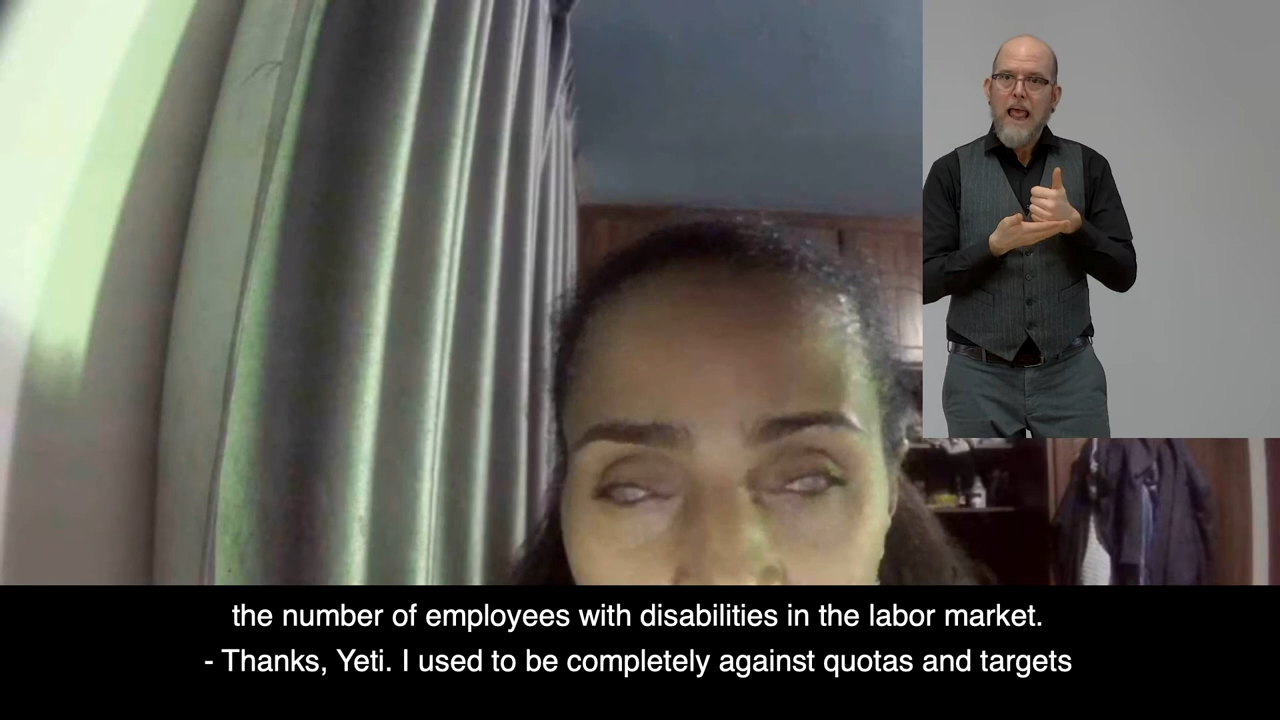 the number of employees with disabilities in the labor market.
- Thanks, Yeti. I used to be completely against quotas and targets